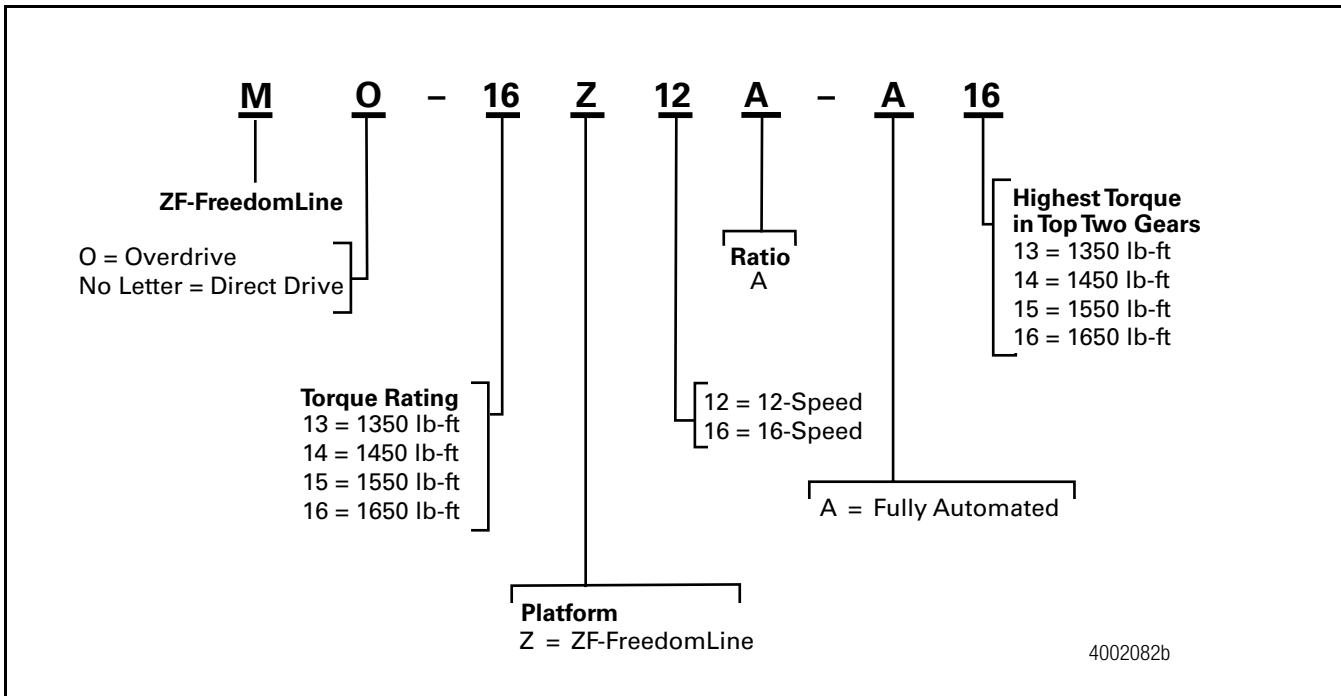 M O – 16 Z 12 A – A 16
ZF-FreedomLine
O = Overdrive
No Letter = Direct Drive
Torque Rating
13 = 1350 lb-ft
14 = 1450 lb-ft
15 = 1550 lb-ft
16 = 1650 lb-ft
Platform
Z = ZF-FreedomLine
12 = 12-Speed
16 = 16-Speed
Ratio
A
A = Fully Automated
Highest Torque
in Top Two Gears
13 = 1350 lb-ft
14 = 1450 lb-ft
15 = 1550 lb-ft
16 = 1650 lb-ft
4002082b